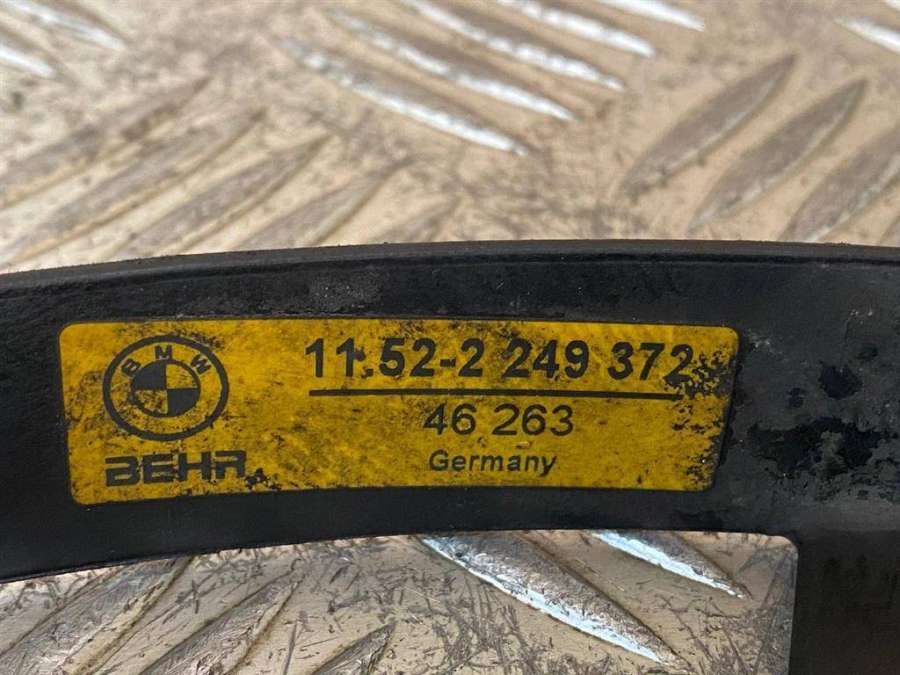 BMW
11.52-2 249 372
46 263
BEHR
Germany